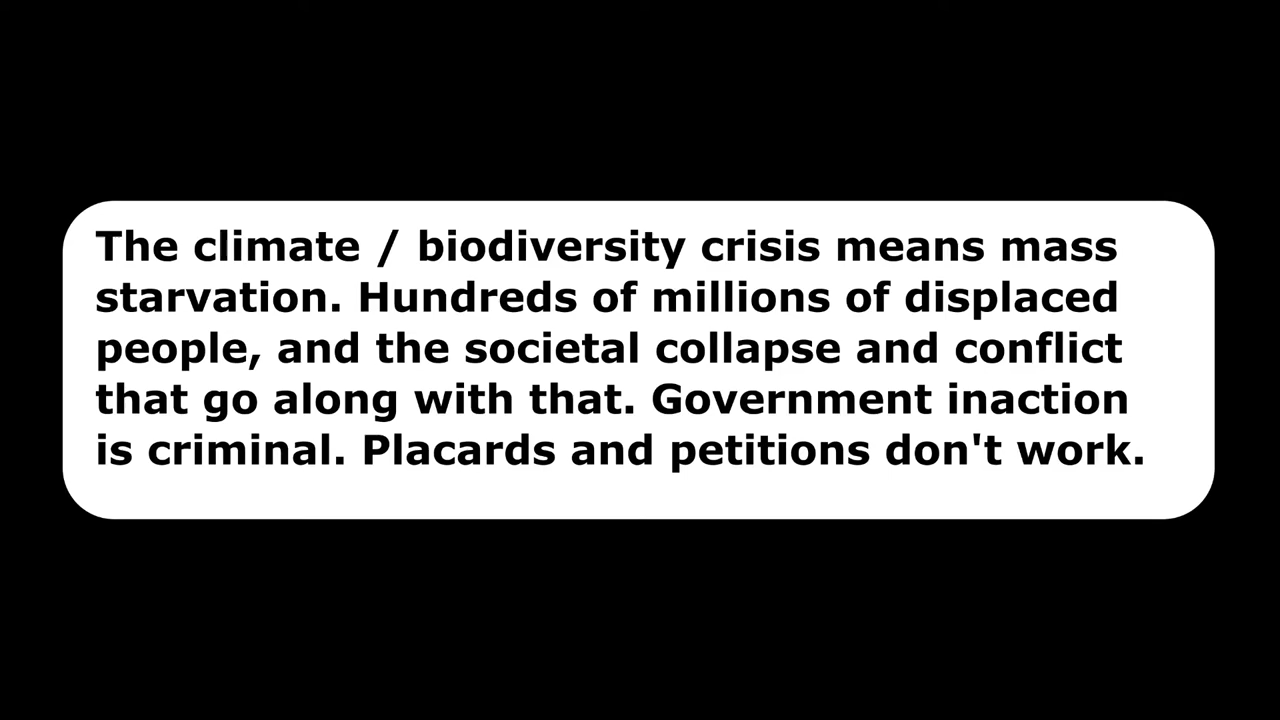 The climate / biodiversity crisis means mass
starvation. Hundreds of millions of displaced
people, and the societal collapse and conflict
that go along with that. Government inaction
is criminal. Placards and petitions don't work.